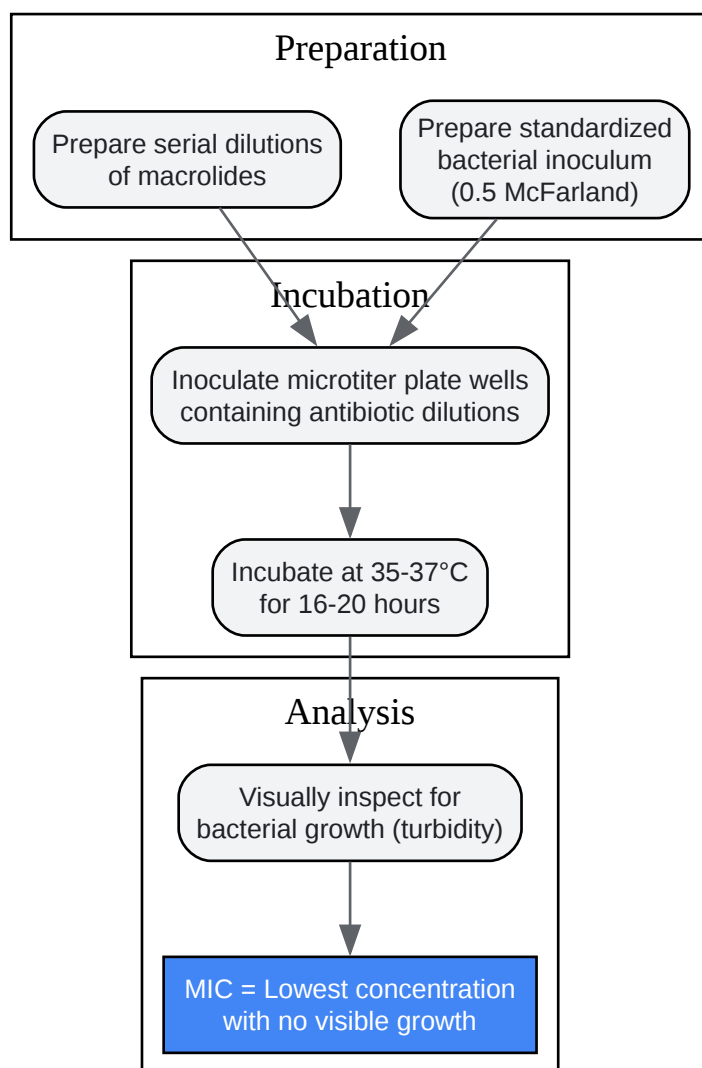 Preparation
Prepare serial dilutions
of macrolides
Prepare standardized
bacterial inoculum
(0.5 McFarland)
Incubation
Inoculate microtiter plate wells
containing antibiotic dilutions
Incubate at 35-37°C
for 16-20 hours
Analysis
Visually inspect for
bacterial growth (turbidity)
MIC = Lowest concentration
with no visible growth